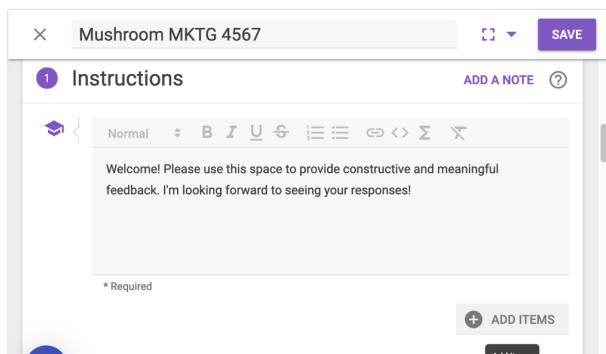 Mushroom MKTG 4567
SAVE
1 Instructions
ADD A NOTE
Normal
B I U S
Welcome! Please use this space to provide constructive and meaningful
feedback. I'm looking forward to seeing your responses!
* Required
ADD ITEMS